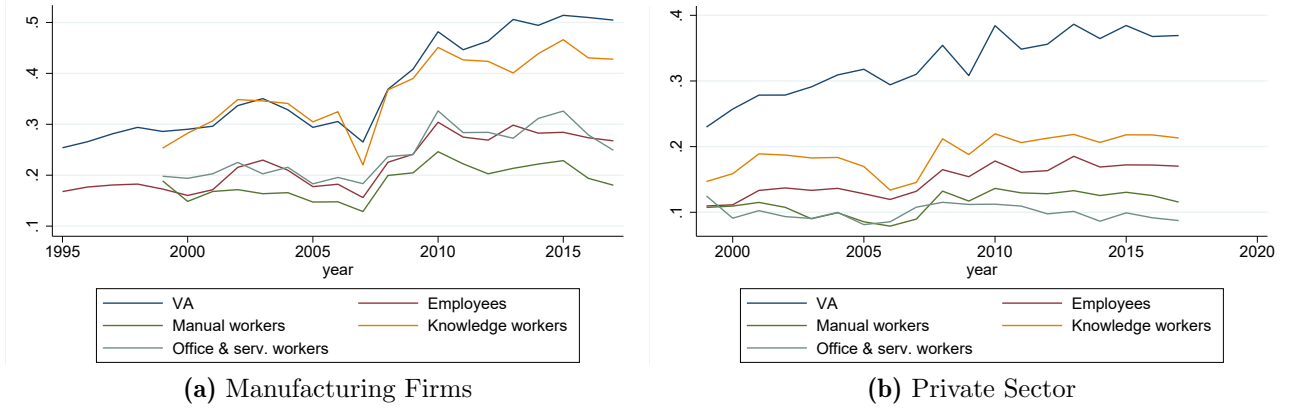 .5
.4
.3
.2
.1
1995 2000 2005 2010 2015
year
VA Employees
Manual workers Knowledge workers
Office & serv. workers
(a) Manufacturing Firms
.4
.3
.2
.1
2000 2005 2010 2015 2020
year
VA Employees
Manual workers Knowledge workers
Office & serv. workers
(b) Private Sector